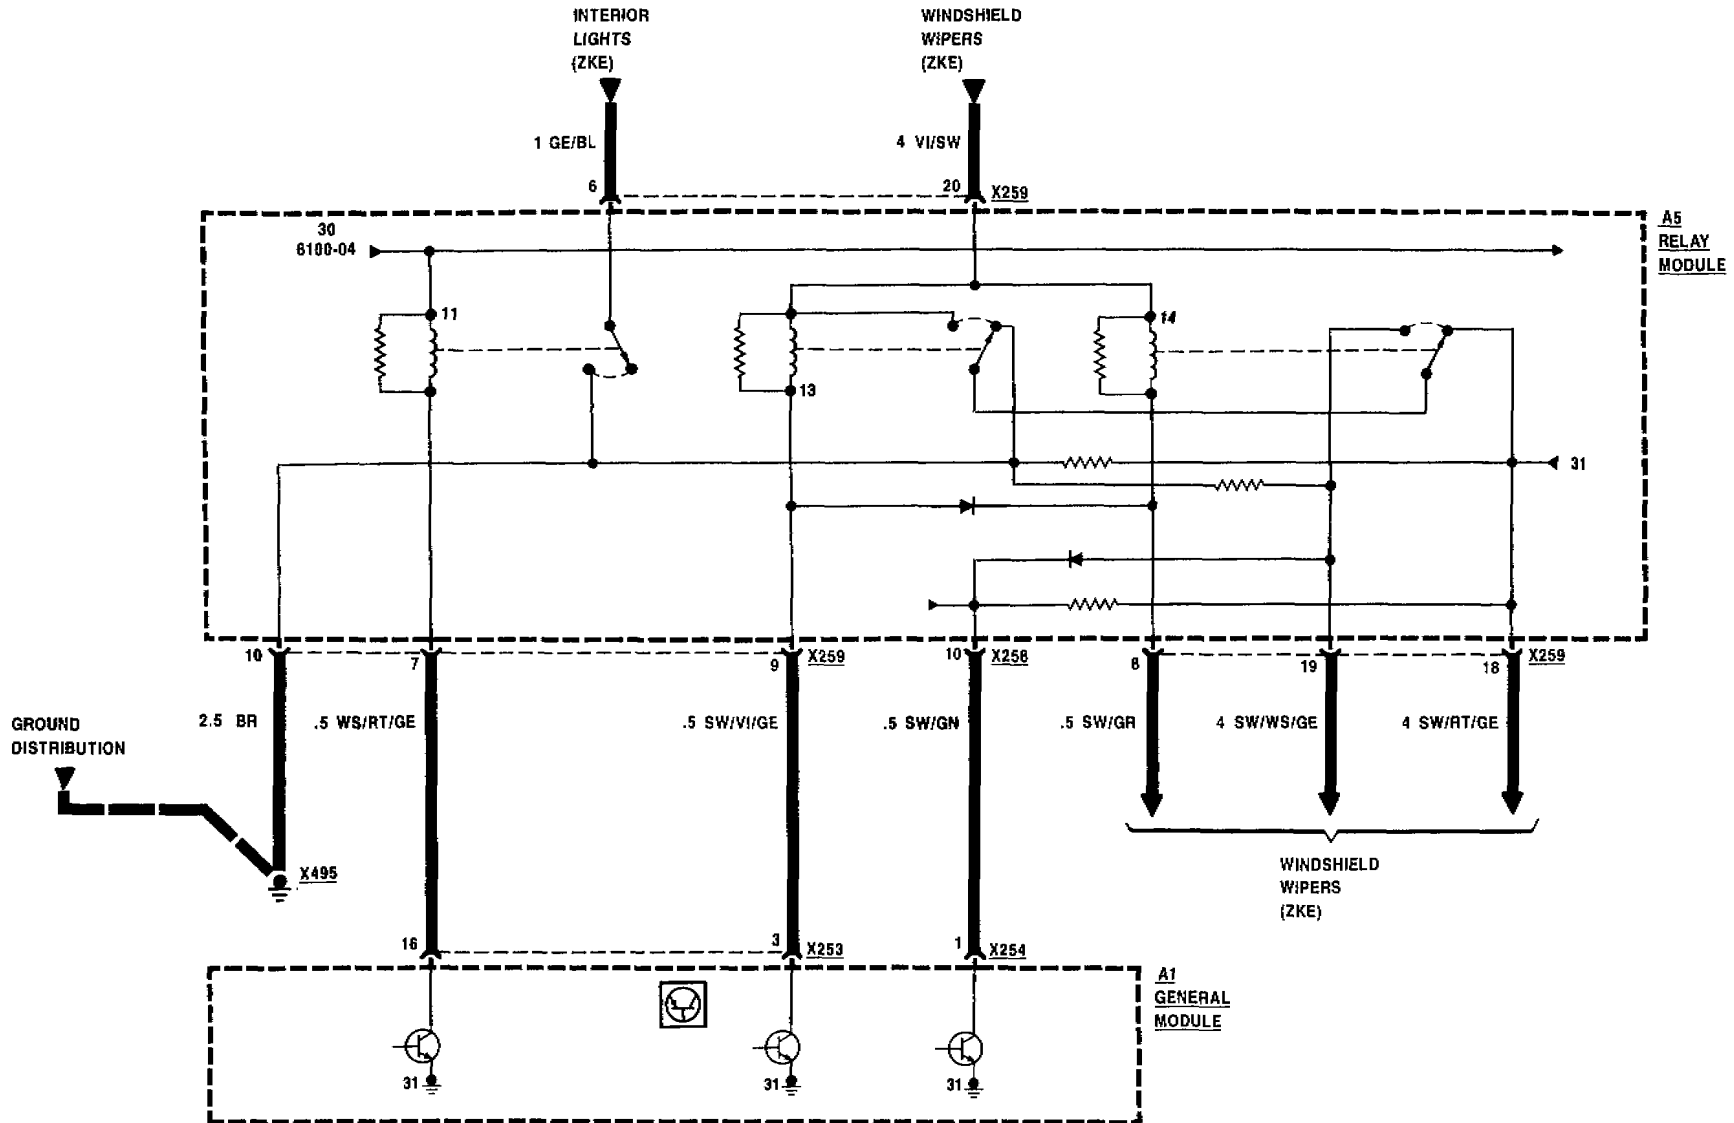 INTERIOR
LIGHTS
(ZKE)
WINDSHIELD
WIPERS
(ZKE)
1 GE/BL
4 VI/SW
6
20
X259
30
6100-04
A5
RELAY
MODULE
11
14
13
31
10
7
9
X259
10
X258
8
19
18
X259
GROUND
DISTRIBUTION
2.5 BR
.5 WS/RT/GE
.5 SW/VI/GE
.5 SW/GN
.5 SW/GR
4 SW/WS/GE
4 SW/RT/GE
X495
WINDSHIELD
WIPERS
(ZKE)
16
3
X253
1
X254
A1
GENERAL
MODULE
31
31
31